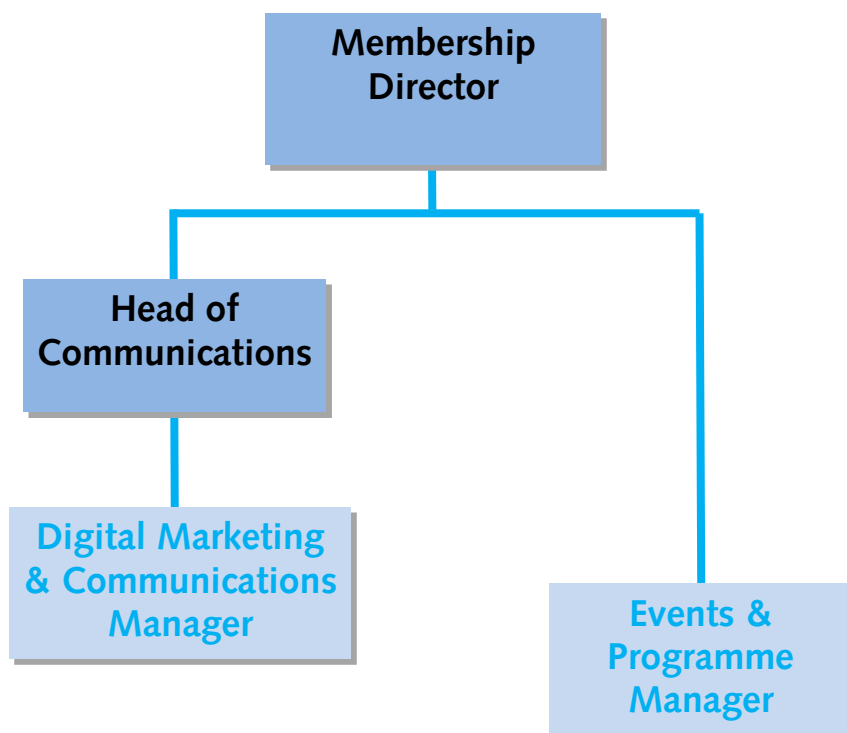 Membership
Director
Head of
Communications
Digital Marketing
& Communications
Manager
Events &
Programme
Manager